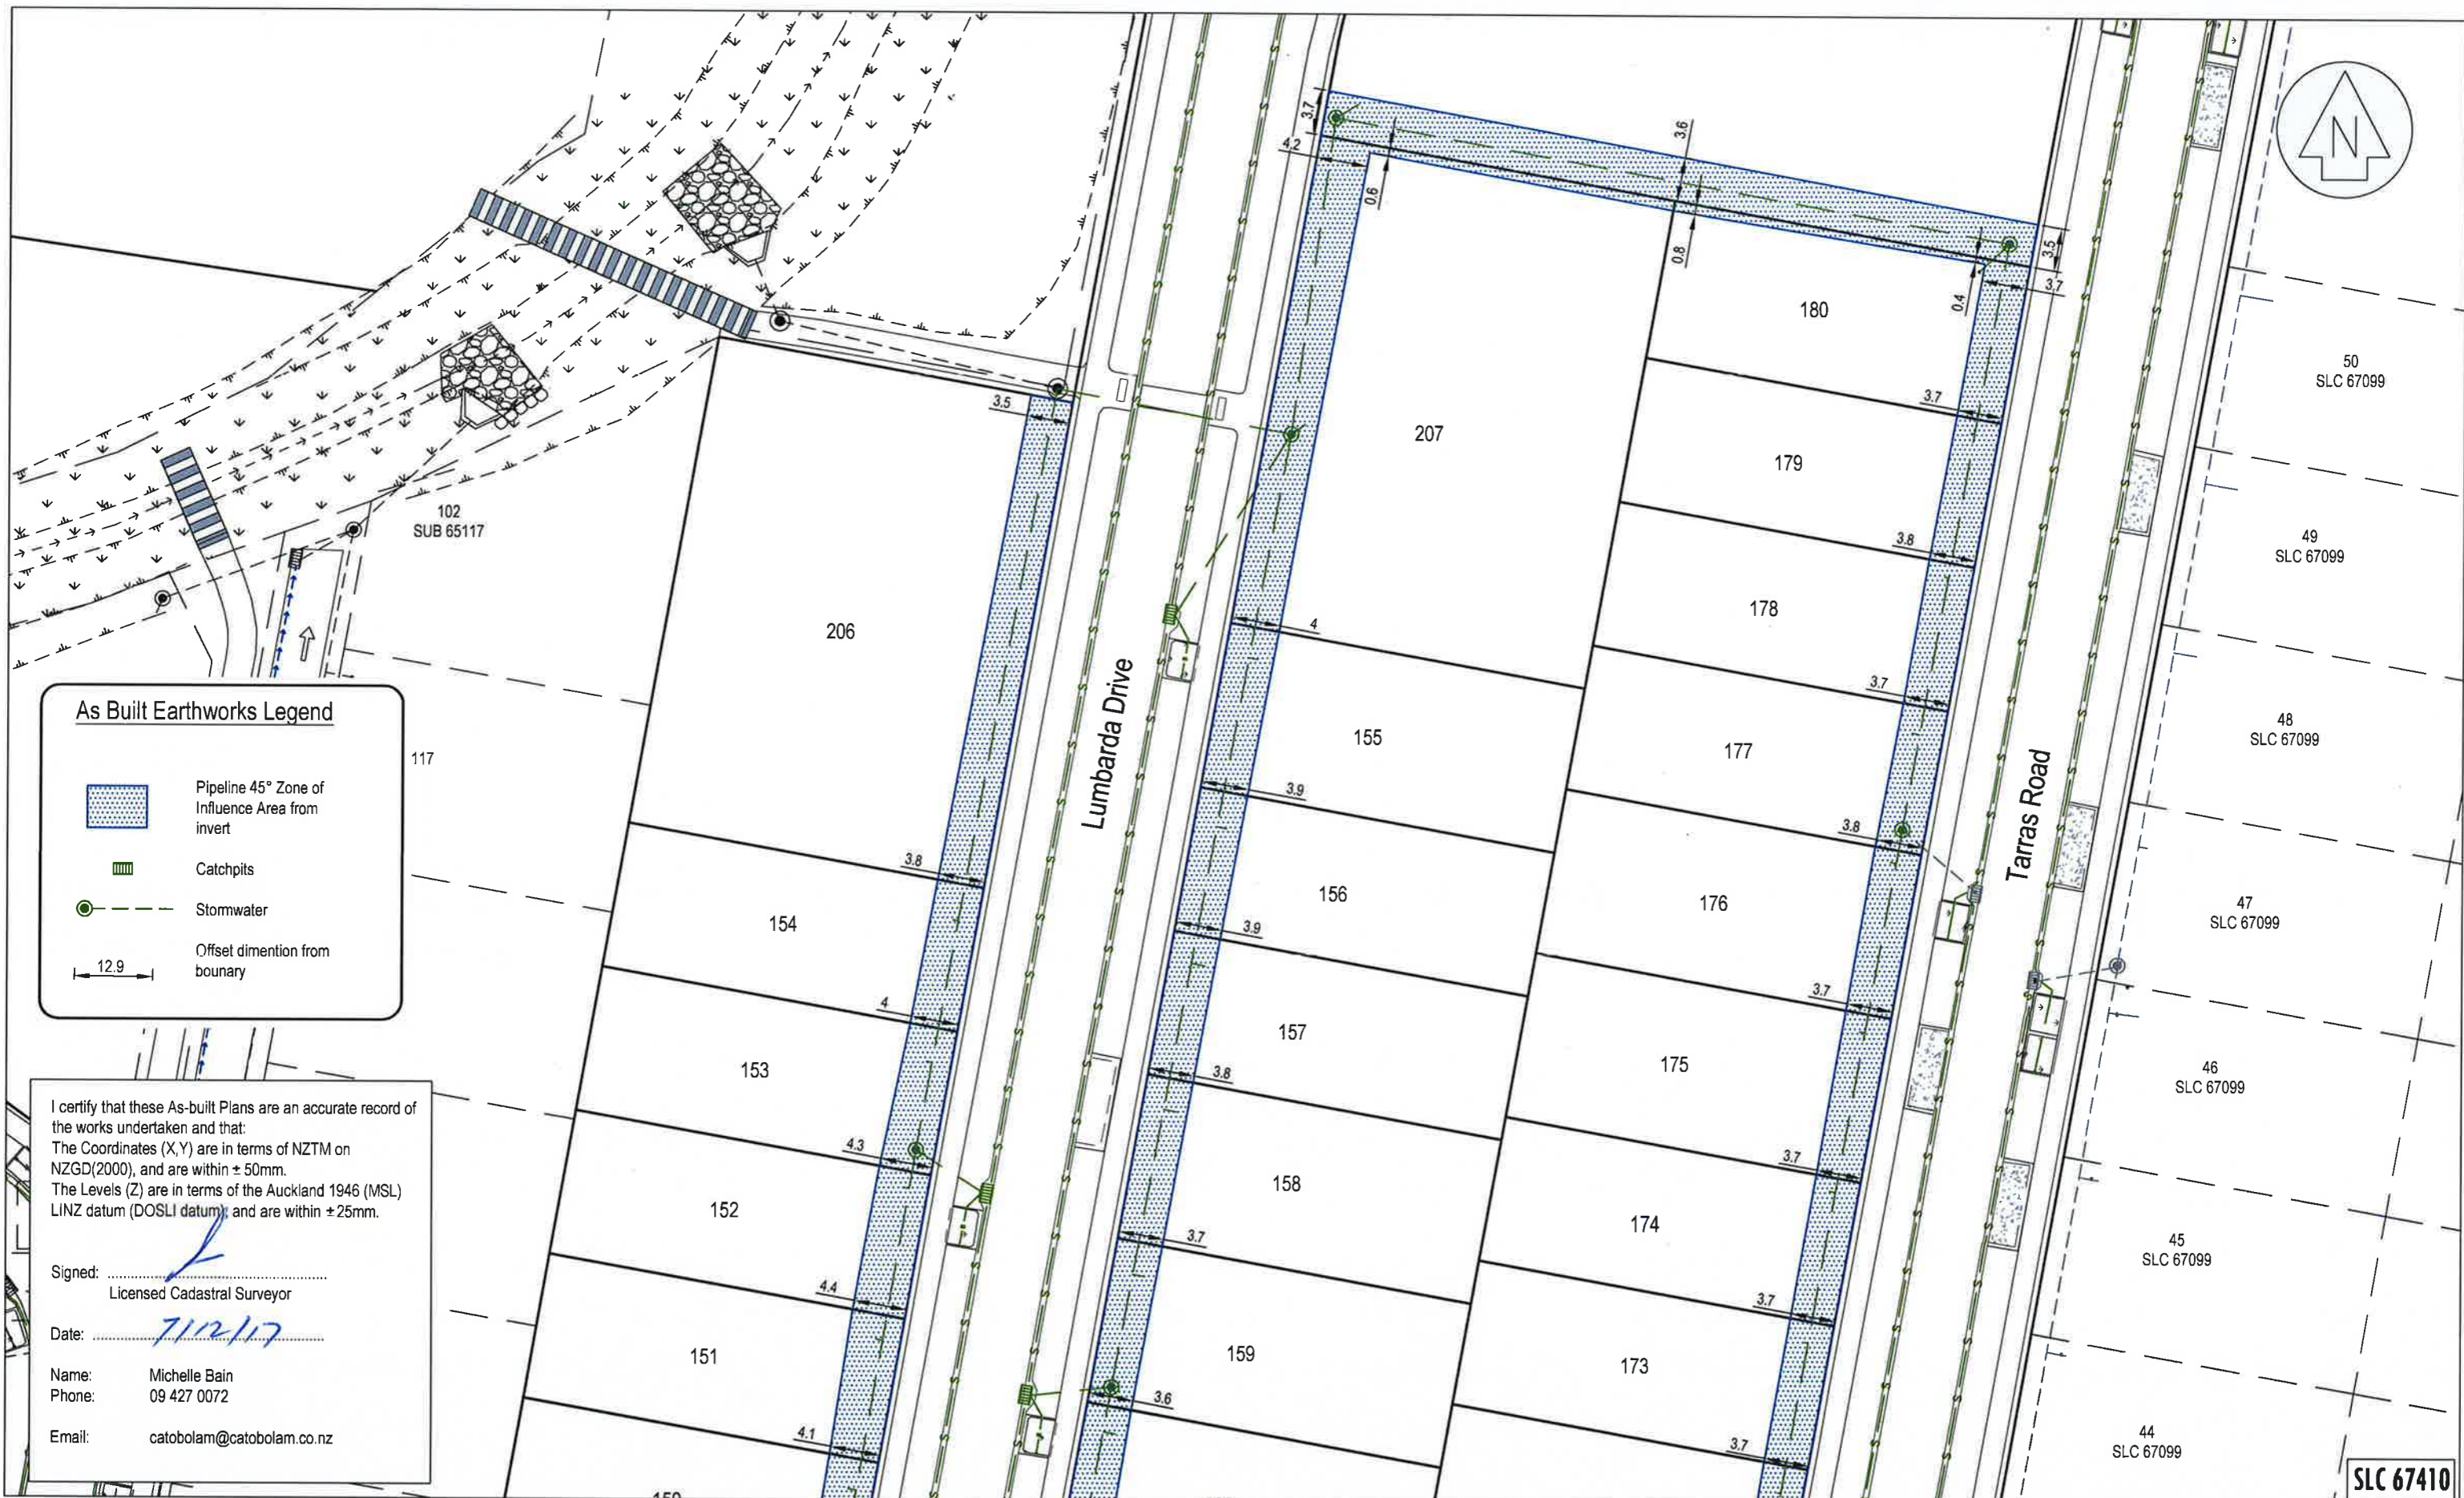 3.7
4.2
0.6
3.6
0.8
3.5
3.7
0.4
N
180
50
SLC 67099
3.5
207
3.7
179
49
SLC 67099
102
SUB 65117
3.8
178
206
4
3.7
48
SLC 67099
155
177
Lumbarda Drive
Tarras Road
As Built Earthworks Legend
Pipeline 45° Zone of
Influence Area from
invert
Catchpits
Stormwater
Offset dimention from
bounary
12.9
117
3.9
3.8
3.8
154
156
176
47
SLC 67099
3.9
4
3.7
153
157
175
46
SLC 67099
3.8
4.3
3.7
152
158
174
45
SLC 67099
3.7
4.4
3.7
151
159
173
3.6
4.1
3.7
44
SLC 67099
I certify that these As-built Plans are an accurate record of
the works undertaken and that:
The Coordinates (X,Y) are in terms of NZTM on
NZGD(2000), and are within ± 50mm.
The Levels (Z) are in terms of the Auckland 1946 (MSL)
LINZ datum (DOSLI datum), and are within ±25mm.
Signed:
Licensed Cadastral Surveyor
Date: 7/12/17
Name: Michelle Bain
Phone: 09 427 0072
Email: catobolam@catobolam.co.nz
SLC 67410